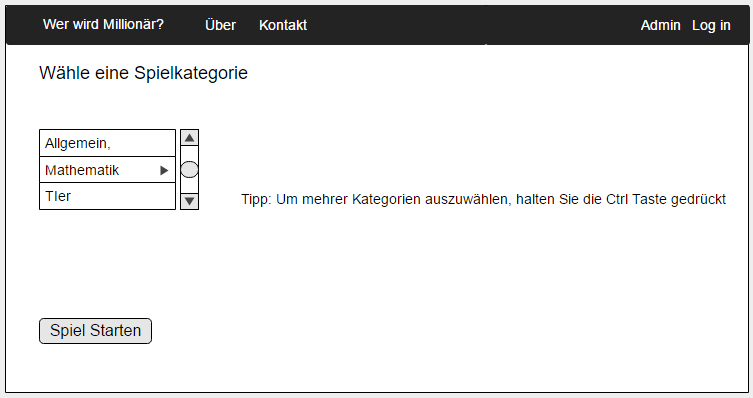 Wer wird Millionär? Über Kontakt Admin Log in
Wähle eine Spielkategorie
Allgemein,
Mathematik
TIer
Tipp: Um mehrer Kategorien auszuwählen, halten Sie die Ctrl Taste gedrückt
Spiel Starten